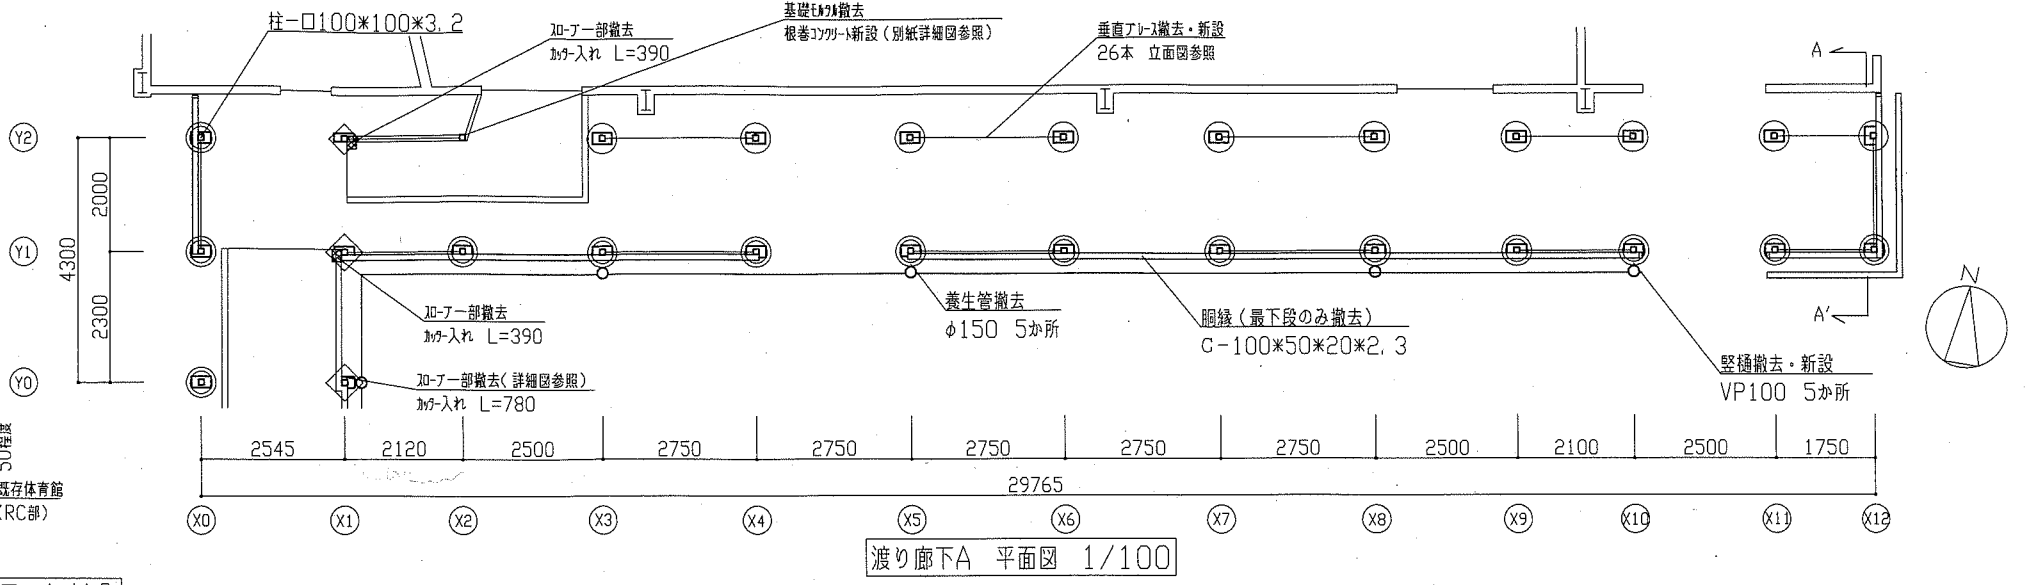 柱−口100*100*3.2
スロープ一部撤去
カッター入れ L=390
基礎モルタル撤去
根巻コンクリート新設(別紙詳細図参照)
垂直ブレース撤去・新設
26本 立面図参照
A
Y2
Y1
Y0
2000
4300
2300
スロープ一部撤去
カッター入れ L=390
スロープ一部撤去(詳細図参照)
カッター入れ L=780
養生管撤去
φ150 5か所
胴縁(最下段のみ撤去)
C−100*50*20*2.3
A'
N
竪樋撤去・新設
VP100 5か所
50程度
既存体育館
(RC部)
2545 2120 2500 2750 2750 2750 2750 2750 2500 2100 2500 1750
29765
X0 X1 X2 X3 X4 X5 X6 X7 X8 X9 X10 X11 X12
渡り廊下A 平面図 1/100